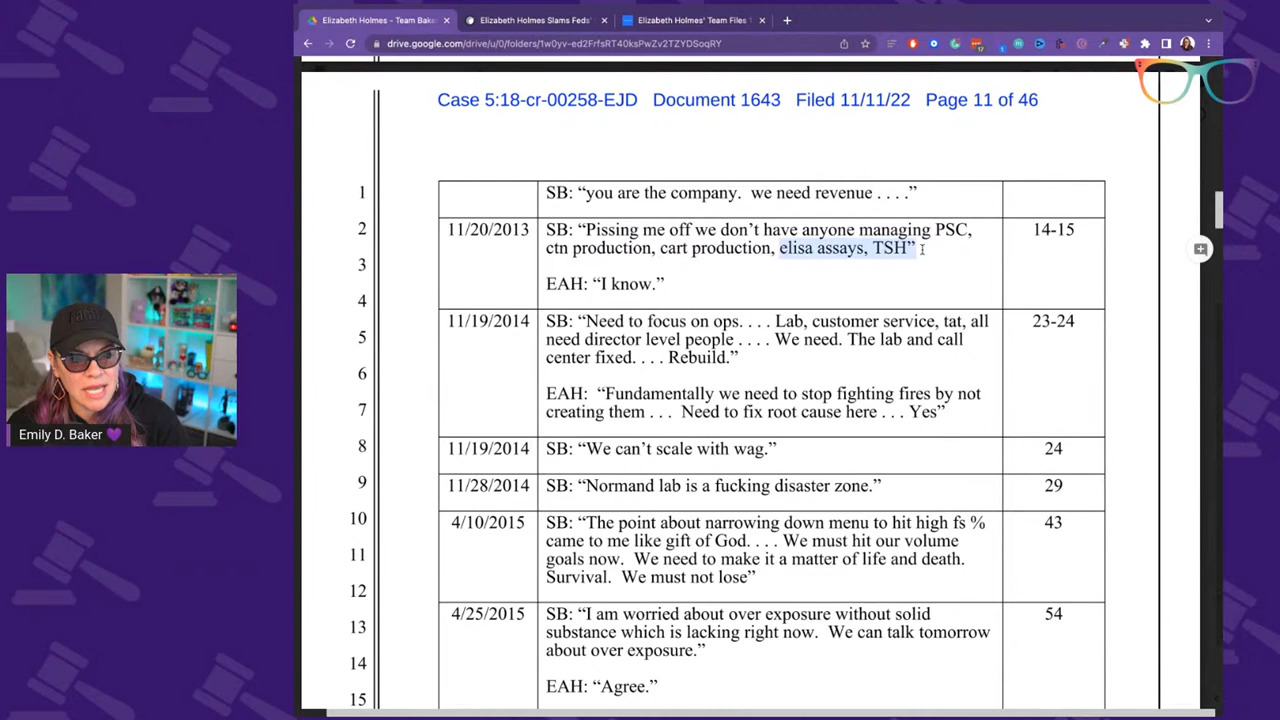 Elizabeth Holmes - Team Bake
Elizabeth Holmes Slams Feds'
Elizabeth Holmes' Team Files
drive.google.com/drive/u/0/folders/1w0yv-ed2FrfsRT40ksPwZv2TZYDSoqRY
Case 5:18-cr-00258-EJD Document 1643 Filed 11/11/22 Page 11 of 46
1 SB: “you are the company. we need revenue . . . .”
2 11/20/2013 SB: “Pissing me off we don’t have anyone managing PSC, 14-15
ctn production, cart production, elisa assays, TSH”
3
EAH: “I know.”
4
11/19/2014 SB: “Need to focus on ops. . . . Lab, customer service, tat, all 23-24
5 need director level people . . . . We need. The lab and call
center fixed. . . . Rebuild.”
6
EAH: “Fundamentally we need to stop fighting fires by not
7 creating them . . . Need to fix root cause here . . . Yes”
8 11/19/2014 SB: “We can’t scale with wag.” 24
9 11/28/2014 SB: “Normand lab is a fucking disaster zone.” 29
10 4/10/2015 SB: “The point about narrowing down menu to hit high fs % 43
came to me like gift of God. . . . We must hit our volume
11 goals now. We need to make it a matter of life and death.
12 Survival. We must not lose”
13 4/25/2015 SB: “I am worried about over exposure without solid 54
substance which is lacking right now. We can talk tomorrow
14 about over exposure.”
15 EAH: “Agree.”
Emily D. Baker